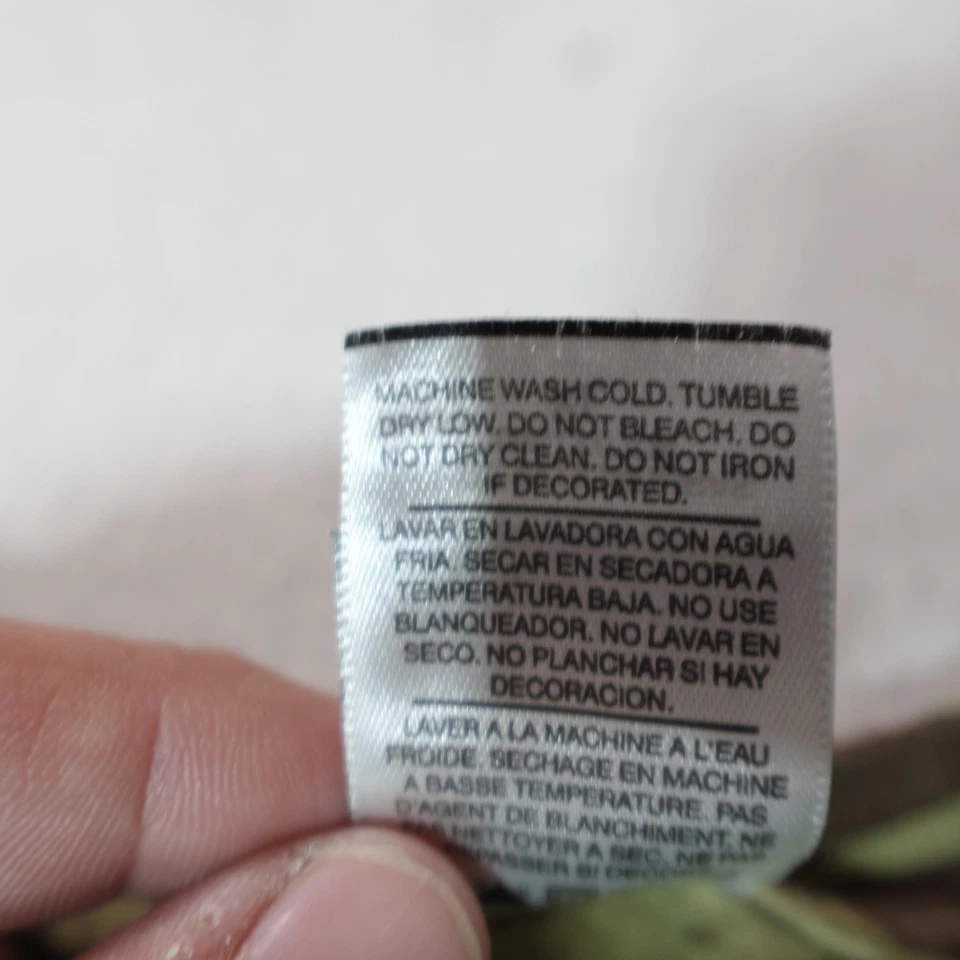 MACHINE WASH COLD. TUMBLE
DRY LOW. DO NOT BLEACH. DO
NOT DRY CLEAN. DO NOT IRON
IF DECORATED.
LAVAR EN LAVADORA CON AGUA
FRIA. SECAR EN SECADORA A
TEMPERATURA BAJA. NO USE
BLANQUEADOR. NO LAVAR EN
SECO. NO PLANCHAR SI HAY
DECORACION.
LAVER A LA MACHINE A L'EAU
FROIDE. SECHAGE EN MACHINE
A BASSE TEMPERATURE. PAS
D'AGENT DE BLANCHIMENT. NE
NETTOYER A SEC. NE PAS
SI